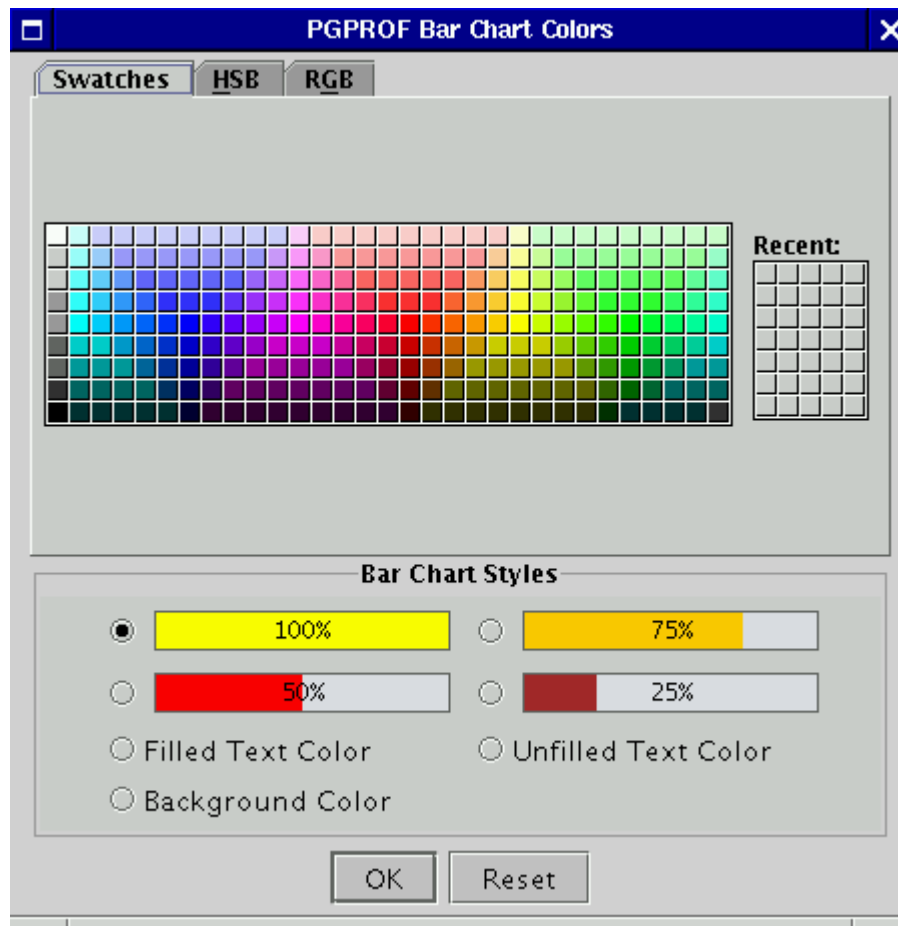 PGPROF Bar Chart Colors
Swatches HSB RGB
Recent:
Bar Chart Styles
100% 75%
50% 25%
Filled Text Color Unfilled Text Color
Background Color
OK Reset